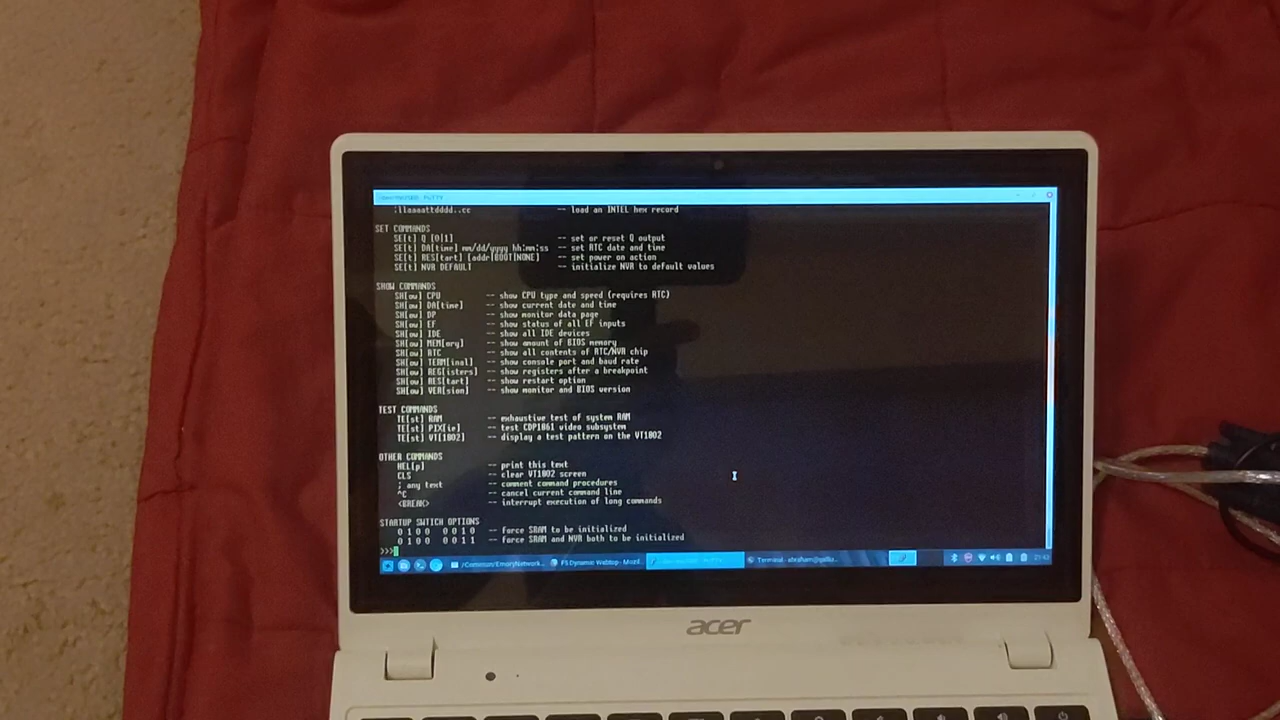 :llaaaattdddd..cc -- load an INTEL hex record
SET COMMANDS
SE[t] Q [0|1] -- set or reset Q output
SE[t] DA[time] mm/dd/yyyy hh:mm:ss -- set RTC date and time
SE[t] RES[tart] [addr|BOOT|NONE] -- set power on action
SE[t] NVR DEFAULT -- initialize NVR to default values
SHOW COMMANDS
SH[ow] CPU -- show CPU type and speed (requires RTC)
SH[ow] DA[time] -- show current date and time
SH[ow] DP -- show monitor data page
SH[ow] EF -- show status of all EF inputs
SH[ow] IDE -- show all IDE devices
SH[ow] MEM[ory] -- show amount of BIOS memory
SH[ow] RTC -- show all contents of RTC/NVR chip
SH[ow] TERM[inal] -- show console port and baud rate
SH[ow] REG[isters] -- show registers after a breakpoint
SH[ow] RES[tart] -- show restart option
SH[ow] VER[sion] -- show monitor and BIOS version
TEST COMMANDS
TE[st] RAM -- exhaustive test of system RAM
TE[st] PIX[ie] -- test CDP1861 video subsystem
TE[st] VT[1802] -- display a test pattern on the VT1802
OTHER COMMANDS
HEL[p] -- print this text
CLS -- clear VT1802 screen
; any text -- comment command procedures
^C -- cancel current command line
<BREAK> -- interrupt execution of long commands
STARTUP SWTICH OPTIONS
0 1 0 0 0 0 1 0 -- Force SRAM to be initialized
0 1 0 0 0 0 1 1 -- Force SRAM and NVR both to be initialized
>>>
/Common/EmoryNetwork... F5 Dynamic Webtop - Mozil... Terminal - abraham@
acer